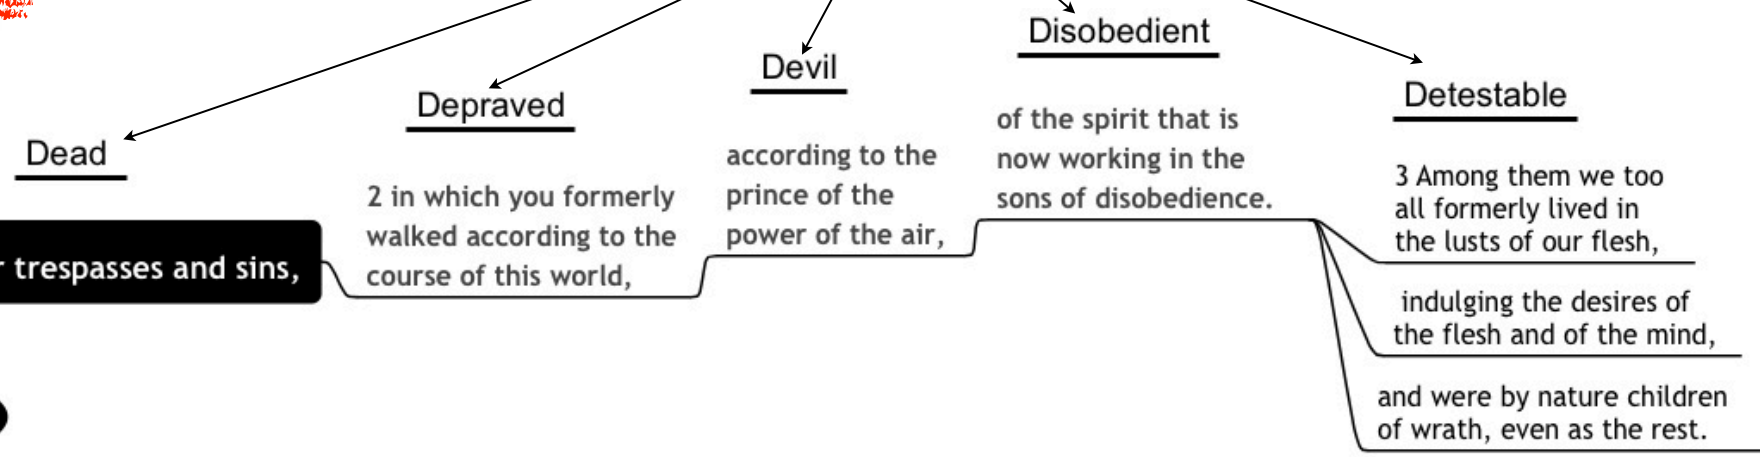 Dead
r trespasses and sins,
Depraved
2 in which you formerly
walked according to the
course of this world,
Devil
according to the
prince of the
power of the air,
Disobedient
of the spirit that is
now working in the
sons of disobedience.
Detestable
3 Among them we too
all formerly lived in
the lusts of our flesh,
indulging the desires of
the flesh and of the mind,
and were by nature children
of wrath, even as the rest.